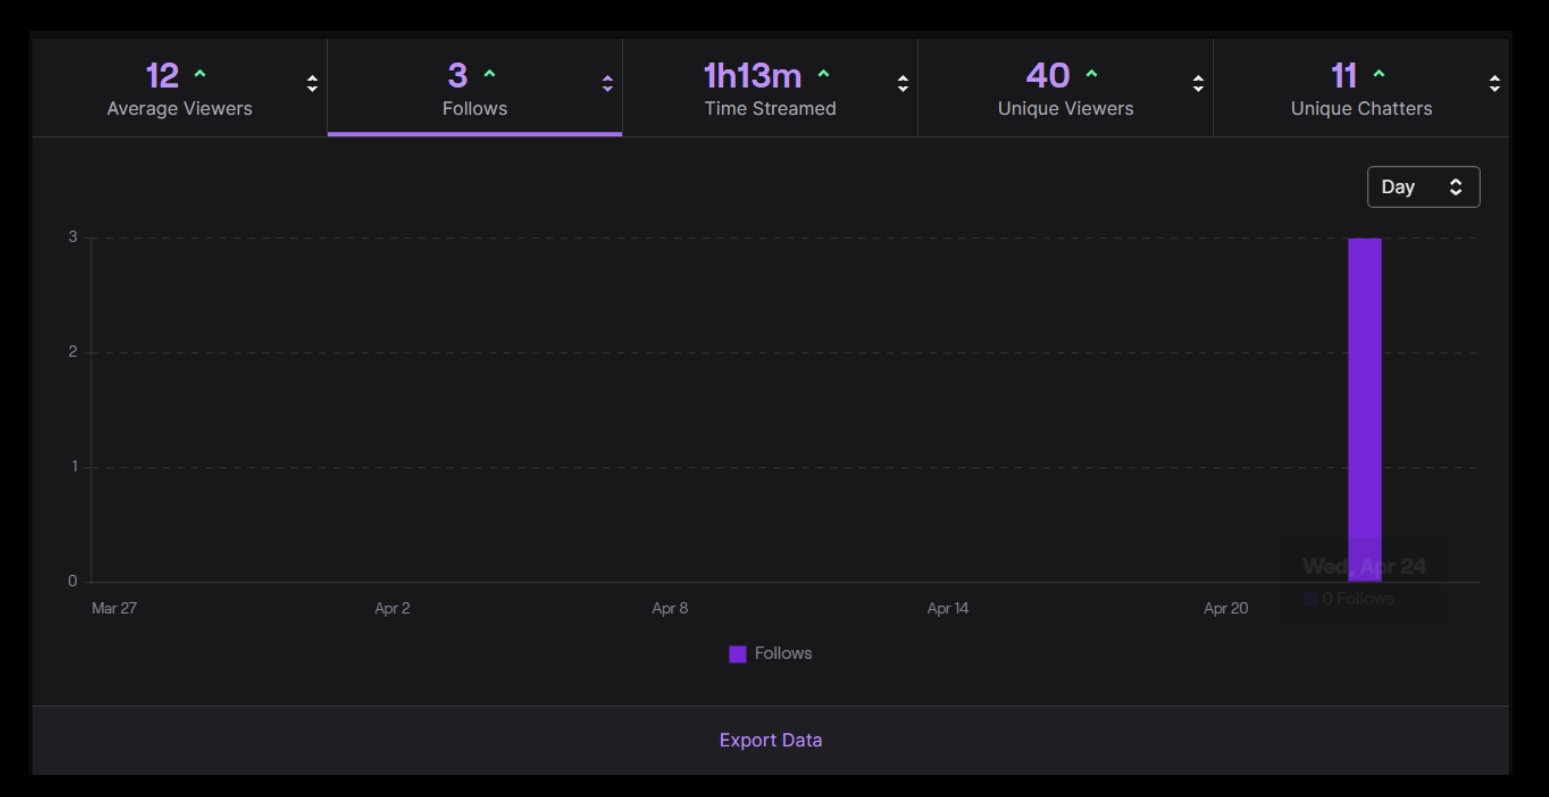 12
Average Viewers
3
Follows
1h13m
Time Streamed
40
Unique Viewers
11
Unique Chatters
Day
3
2
1
0
Mar 27
Apr 2
Apr 8
Apr 14
Apr 20
Wed, Apr 24
0 Follows
Follows
Export Data